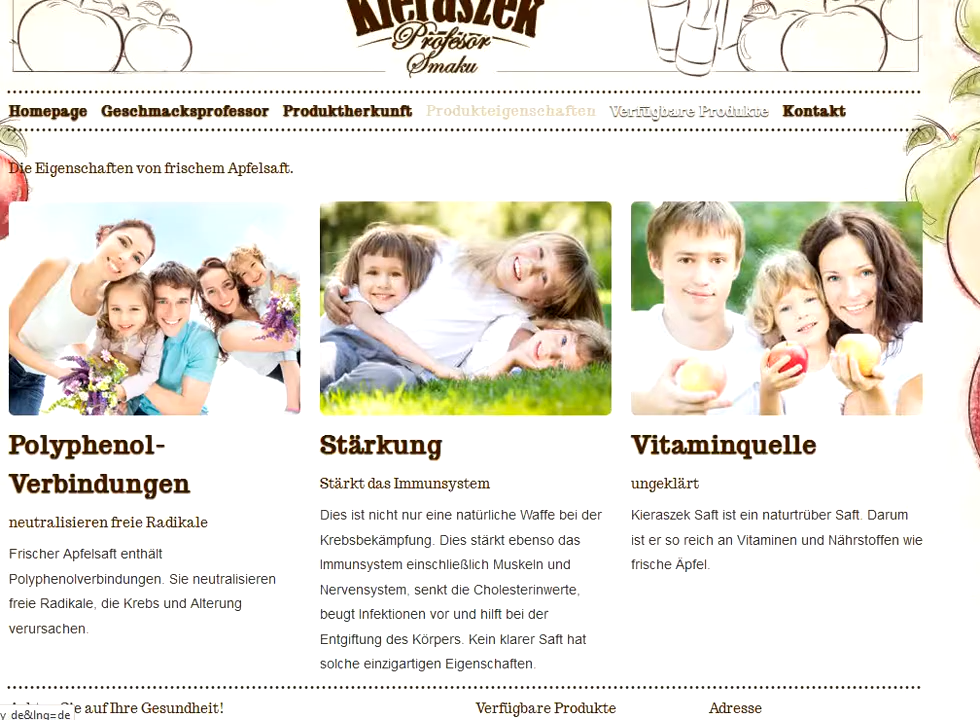 Kieraszek
Profesor
Smaku
Homepage Geschmacksprofessor Produktherkunft Produkteigenschaften Verfügbare Produkte Kontakt
Die Eigenschaften von frischem Apfelsaft.
Polyphenol-
Verbindungen
neutralisieren freie Radikale
Frischer Apfelsaft enthält
Polyphenolverbindungen. Sie neutralisieren
freie Radikale, die Krebs und Alterung
verursachen.
Stärkung
Stärkt das Immunsystem
Dies ist nicht nur eine natürliche Waffe bei der
Krebsbekämpfung. Dies stärkt ebenso das
Immunsystem einschließlich Muskeln und
Nervensystem, senkt die Cholesterinwerte,
beugt Infektionen vor und hilft bei der
Entgiftung des Körpers. Kein klarer Saft hat
solche einzigartigen Eigenschaften.
Vitaminquelle
ungeklärt
Kieraszek Saft ist ein naturtrüber Saft. Darum
ist er so reich an Vitaminen und Nährstoffen wie
frische Äpfel.
auf Ihre Gesundheit! Verfügbare Produkte Adresse
y_de&lng=de